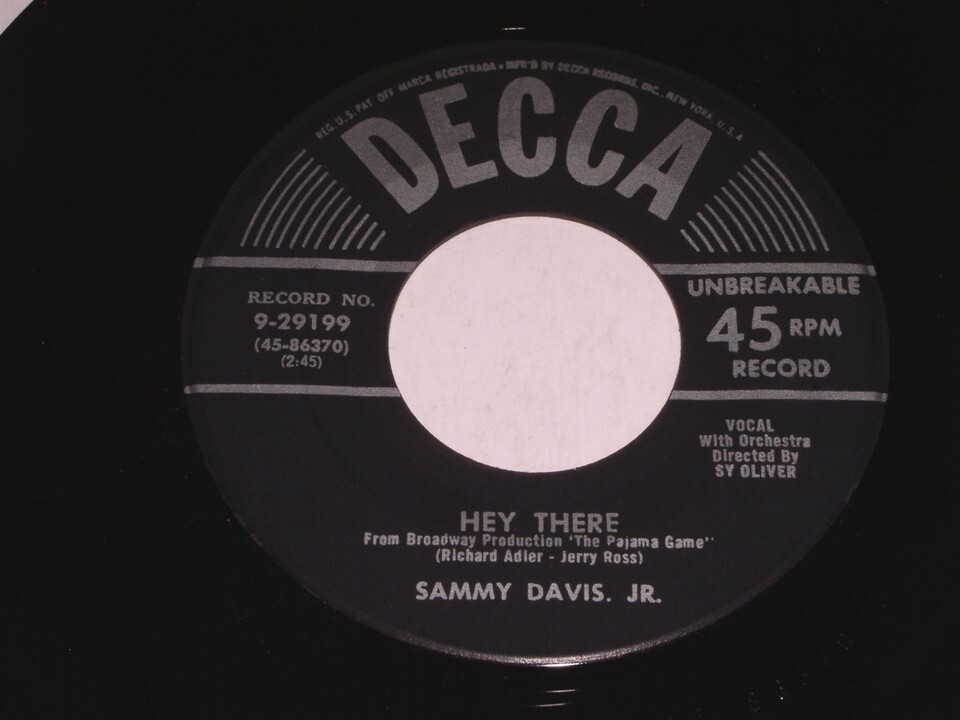 REG. U.S. PAT OFF MARCA REGISTRADA • MFR'D BY DECCA RECORDS, INC., NEW YORK, U.S.A
DECCA
RECORD NO.
9-29199
(45-86370)
(2:45)
UNBREAKABLE
45 RPM
RECORD
VOCAL
With Orchestra
Directed By
SY OLIVER
HEY THERE
From Broadway Production 'The Pajama Game''
(Richard Adler - Jerry Ross)
SAMMY DAVIS. JR.